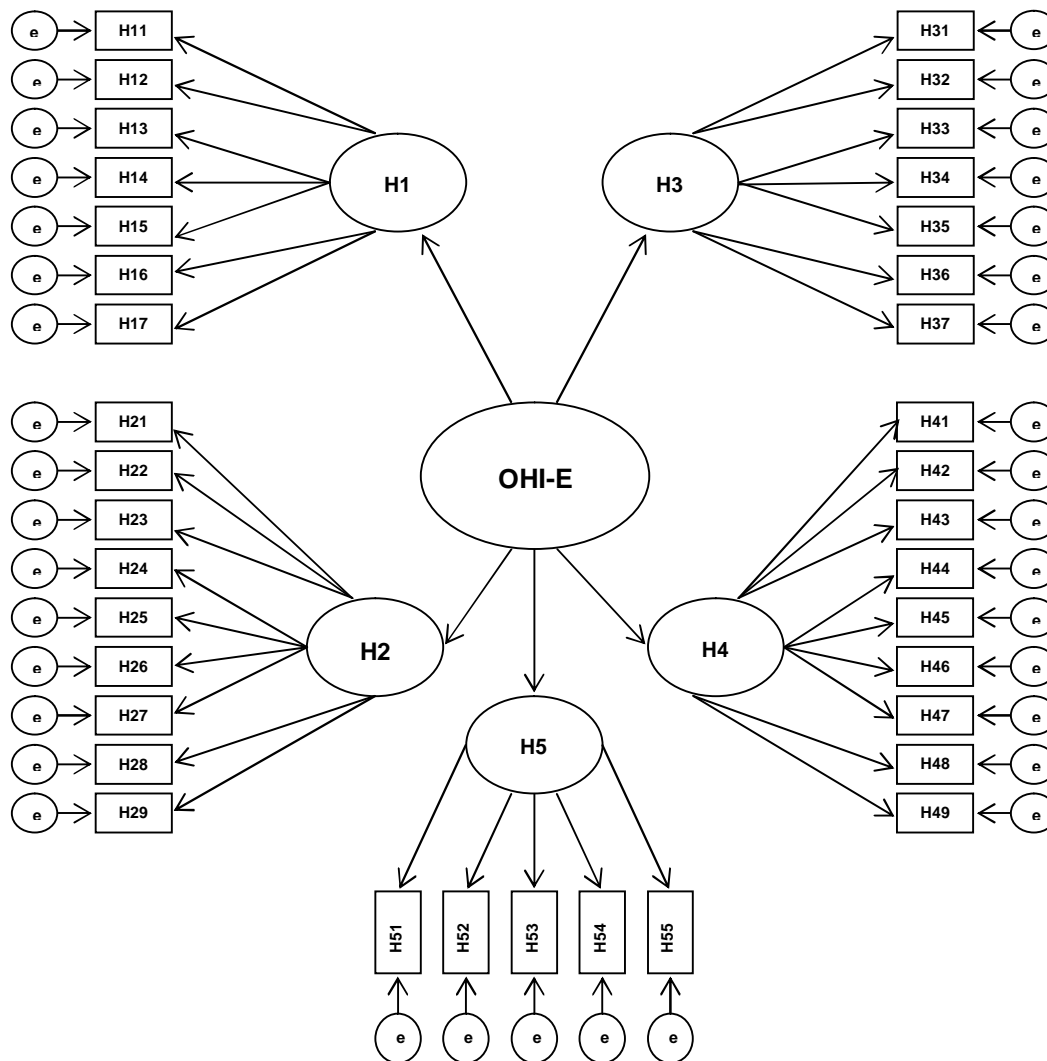 e H11
e H12
e H13
e H14
e H15
e H16
e H17
H1
H31 e
H32 e
H33 e
H34 e
H35 e
H36 e
H37 e
H3
OHI-E
e H21
e H22
e H23
e H24
e H25
e H26
e H27
e H28
e H29
H2
H41 e
H42 e
H43 e
H44 e
H45 e
H46 e
H47 e
H48 e
H49 e
H4
H5
H51 H52 H53 H54 H55
e e e e e